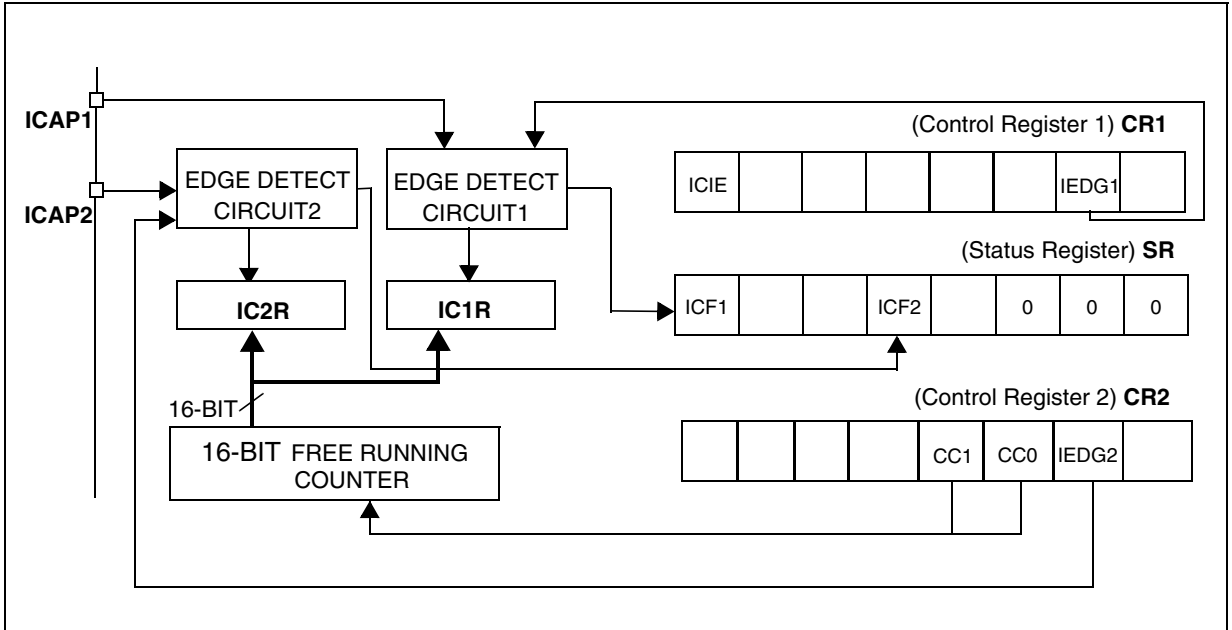 ICAP1
ICAP2
EDGE DETECT
CIRCUIT2
EDGE DETECT
CIRCUIT1
IC2R
IC1R
16-BIT
16-BIT FREE RUNNING
COUNTER
(Control Register 1) CR1
ICIE IEDG1
(Status Register) SR
ICF1 ICF2 0 0 0
(Control Register 2) CR2
CC1 CC0 IEDG2